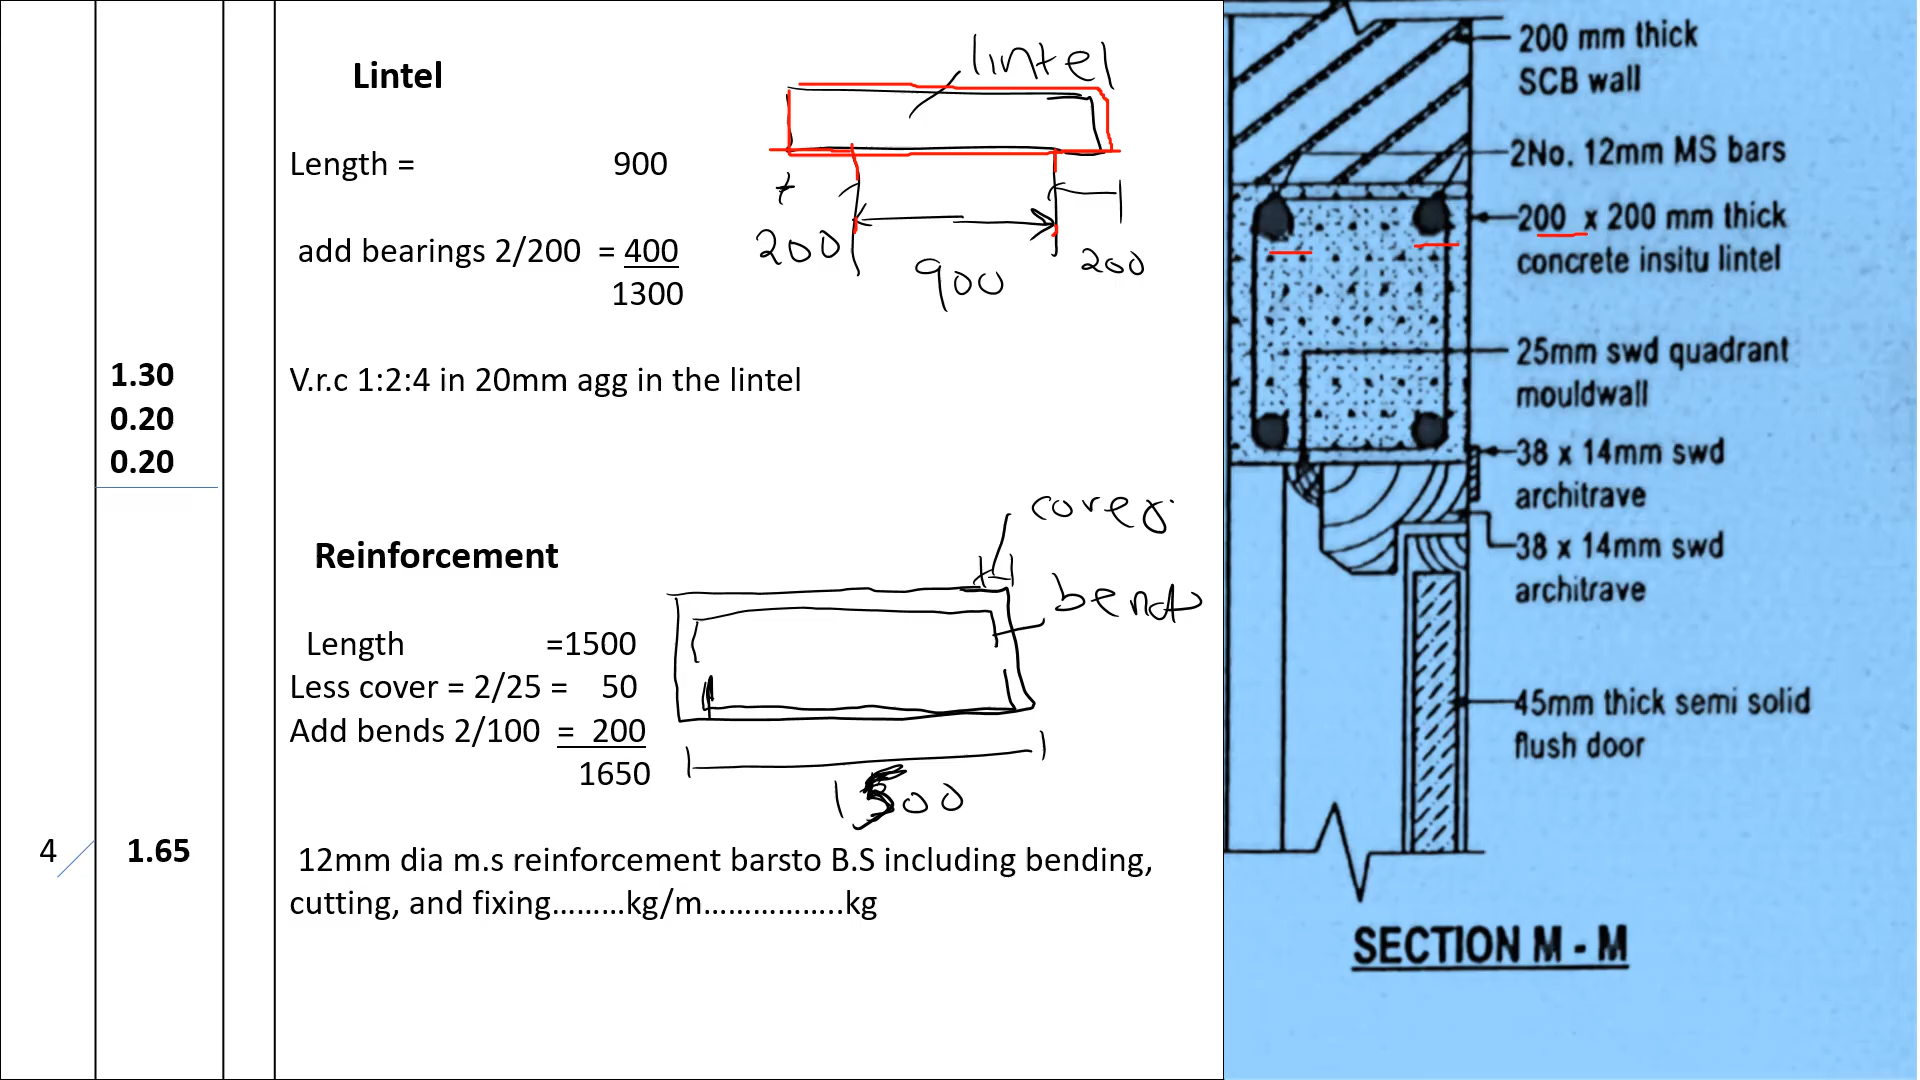 Lintel
lintel
Length = 900
add bearings 2/200 = 400
1300
200
900
200
1.30
0.20
0.20
V.r.c 1:2:4 in 20mm agg in the lintel
Reinforcement
cover
bend
Length =1500
Less cover = 2/25 = 50
Add bends 2/100 = 200
1650
1500
4 1.65
12mm dia m.s reinforcement barsto B.S including bending,
cutting, and fixing.........kg/m................kg
200 mm thick
SCB wall
2No. 12mm MS bars
200 x 200 mm thick
concrete insitu lintel
25mm swd quadrant
mouldwall
38 x 14mm swd
architrave
38 x 14mm swd
architrave
45mm thick semi solid
flush door
SECTION M - M